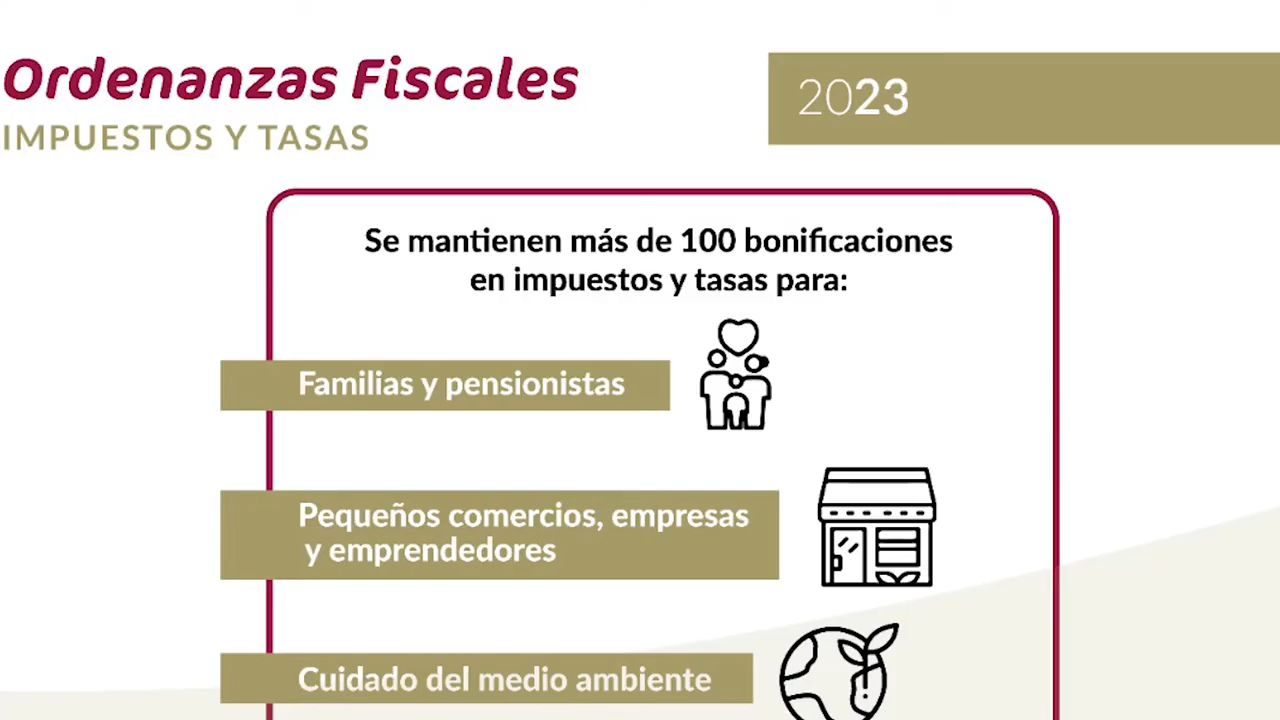 Ordenanzas Fiscales
IMPUESTOS Y TASAS
2023
Se mantienen más de 100 bonificaciones
en impuestos y tasas para:
Familias y pensionistas
Pequeños comercios, empresas
y emprendedores
Cuidado del medio ambiente